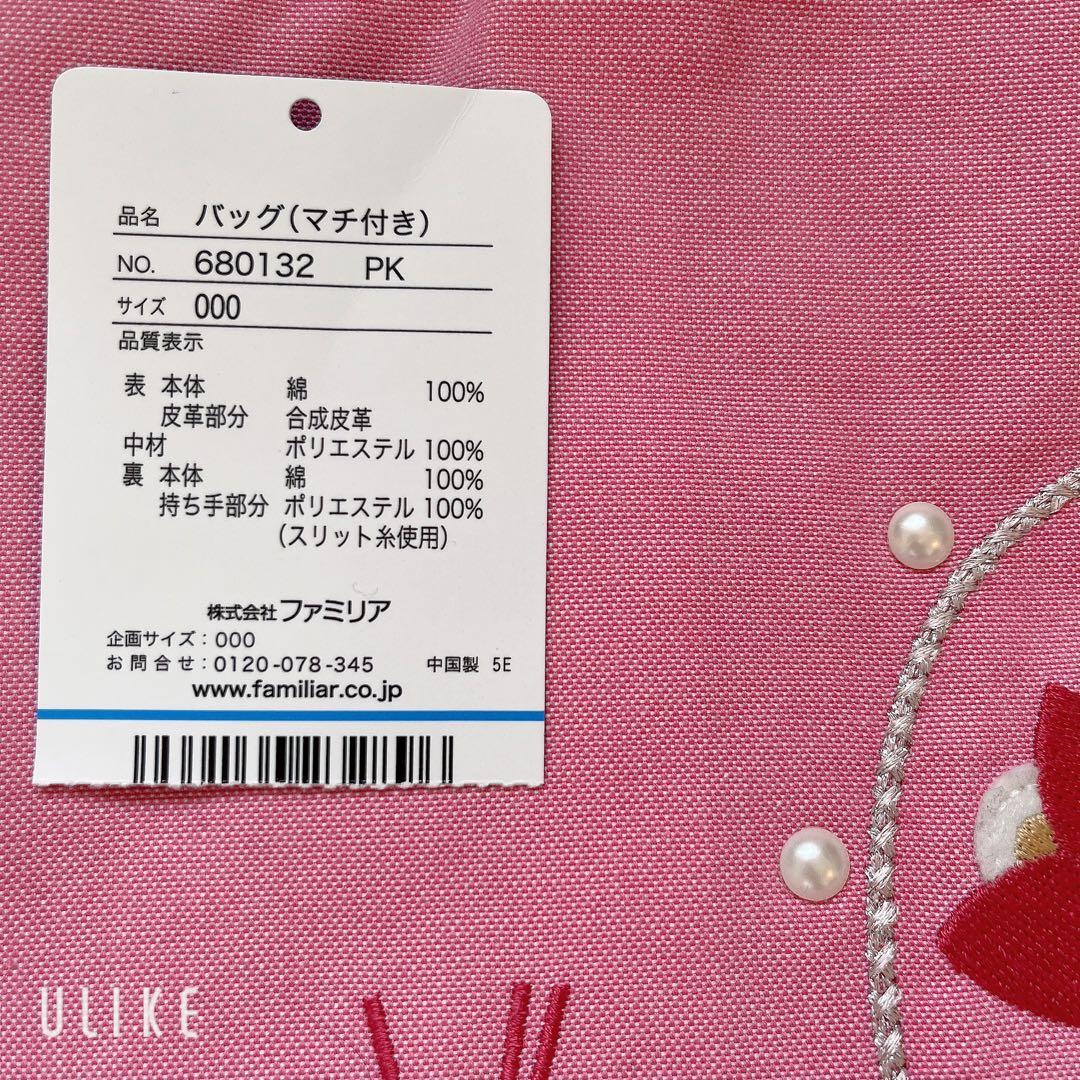 品名 バッグ(マチ付き)
NO. 680132 PK
サイズ 000
品質表示
表 本体 綿 100%
皮革部分 合成皮革
中材 ポリエステル 100%
裏 本体 綿 100%
持ち手部分 ポリエステル 100%
(スリット糸使用)
株式会社ファミリア
企画サイズ：000
お問合せ：0120-078-345 中国製 5E
www.familiar.co.jp
ULIKE